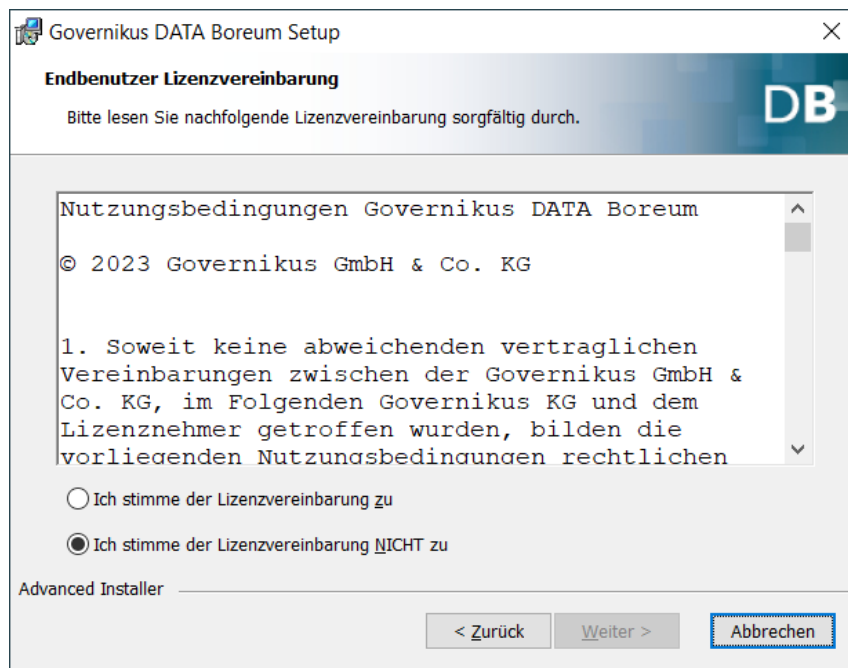 Governikus DATA Boreum Setup
Endbenutzer Lizenzvereinbarung
Bitte lesen Sie nachfolgende Lizenzvereinbarung sorgfältig durch.
DB
Nutzungsbedingungen Governikus DATA Boreum
© 2023 Governikus GmbH & Co. KG
1. Soweit keine abweichenden vertraglichen
Vereinbarungen zwischen der Governikus GmbH &
Co. KG, im Folgenden Governikus KG und dem
Lizenznehmer getroffen wurden, bilden die
vorliegenden Nutzungsbedingungen rechtlichen
Ich stimme der Lizenzvereinbarung zu
Ich stimme der Lizenzvereinbarung NICHT zu
Advanced Installer
< Zurück
Weiter >
Abbrechen